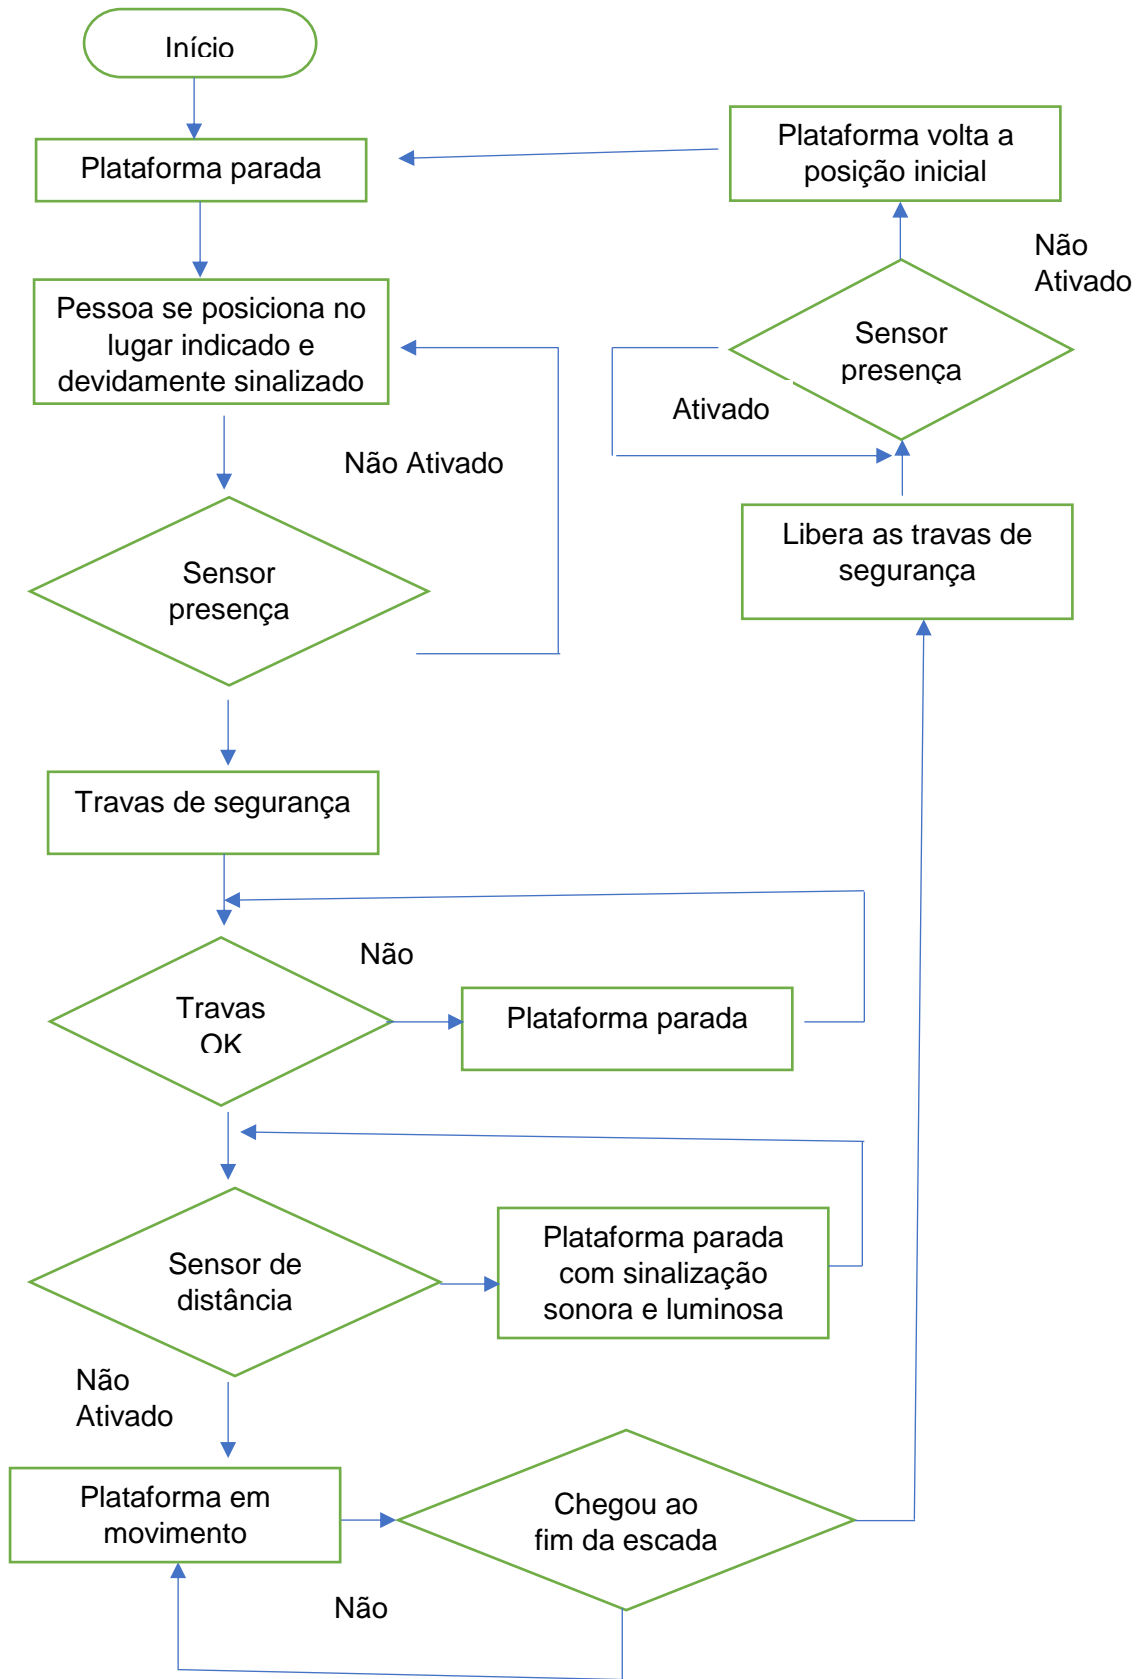 Início
Plataforma parada
Plataforma volta a
posição inicial
Não
Ativado
Pessoa se posiciona no
lugar indicado e
devidamente sinalizado
Sensor
presença
Ativado
Não Ativado
Libera as travas de
segurança
Sensor
presença
Travas de segurança
Não
Travas
OK
Plataforma parada
Plataforma parada
com sinalização
sonora e luminosa
Sensor de
distância
Não
Ativado
Plataforma em
movimento
Chegou ao
fim da escada
Não